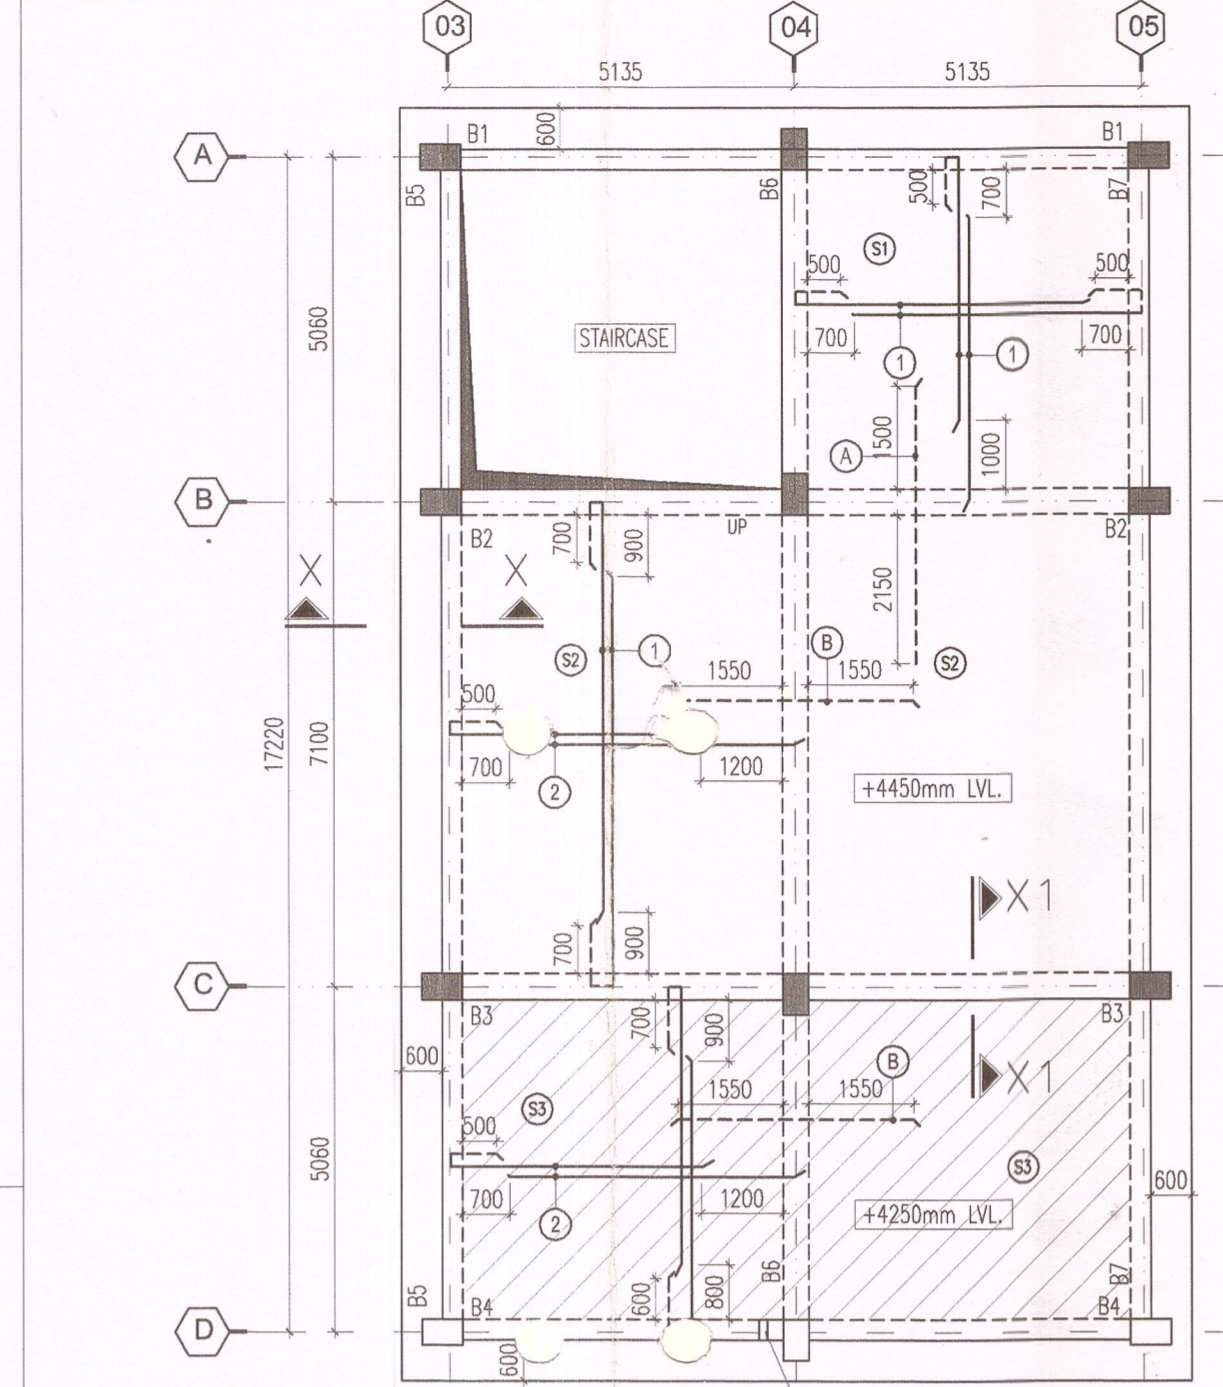 03 04 05
5135 5135
A B1 600 B1
B5 B6 500 700 B7
S1
500 500
5060 STAIRCASE 700 1 1 700
A 1500 1000
B
B2 700 900 UP B2
X X 2150
S2 1 B S2
1550 1550
500
17220 7100 700 2 1200 +4450mm LVL.
X1
700 900
C
B3 700 900 B3
600 B X1
1550 1550
S3
500
5060 S3
700 2 1200 +4250mm LVL. 600
B5 600 800 B6 B7
B4 B4
D
600